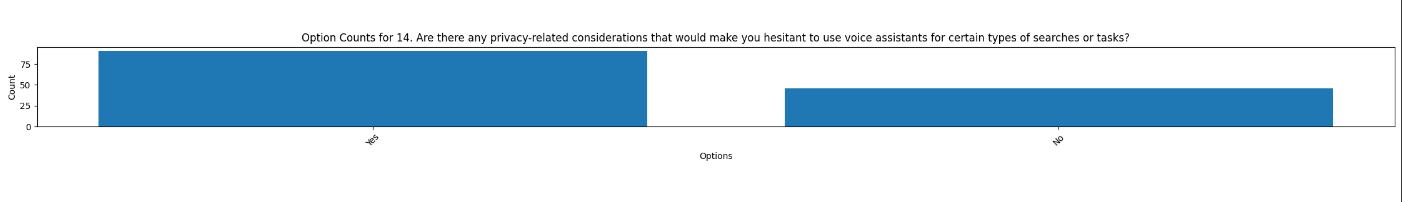 Option Counts for 14. Are there any privacy-related considerations that would make you hesitant to use voice assistants for certain types of searches or tasks?
75
50
25
0
Count
Yes
No
Options